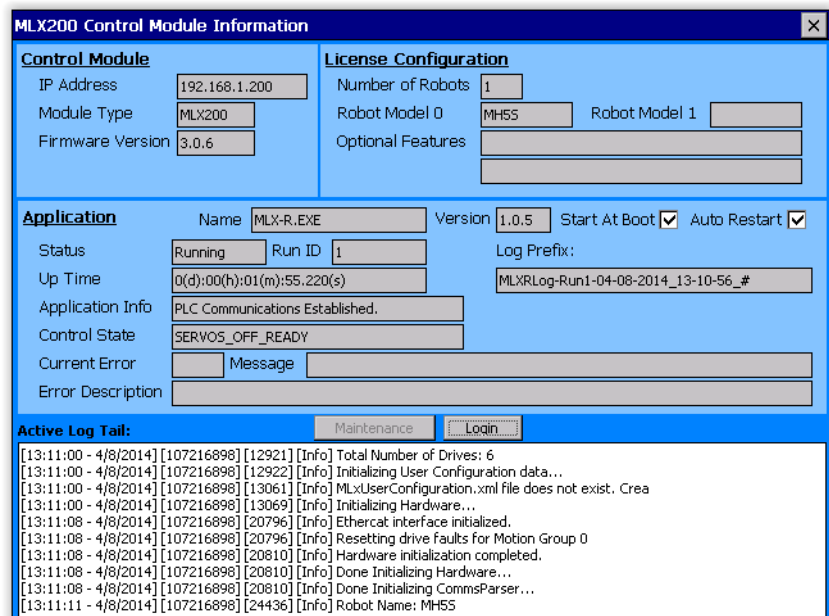 MLX200 Control Module Information
Control Module
IP Address 192.168.1.200
Module Type MLX200
Firmware Version 3.0.6
License Configuration
Number of Robots 1
Robot Model 0 MH5S Robot Model 1
Optional Features
Application Name MLX-R.EXE Version 1.0.5 Start At Boot Auto Restart
Status Running Run ID 1 Log Prefix:
Up Time 0(d):00(h):01(m):55.220(s) MLXRLog-Run1-04-08-2014_13-10-56_#
Application Info PLC Communications Established.
Control State SERVOS_OFF_READY
Current Error Message
Error Description
Active Log Tail: Maintenance Login
[13:11:00 - 4/8/2014] [107216898] [12921] [Info] Total Number of Drives: 6
[13:11:00 - 4/8/2014] [107216898] [12922] [Info] Initializing User Configuration data...
[13:11:00 - 4/8/2014] [107216898] [13061] [Info] MLxUserConfiguration.xml file does not exist. Crea
[13:11:00 - 4/8/2014] [107216898] [13069] [Info] Initializing Hardware...
[13:11:08 - 4/8/2014] [107216898] [20796] [Info] Ethercat interface initialized.
[13:11:08 - 4/8/2014] [107216898] [20796] [Info] Resetting drive faults for Motion Group 0
[13:11:08 - 4/8/2014] [107216898] [20810] [Info] Hardware initialization completed.
[13:11:08 - 4/8/2014] [107216898] [20810] [Info] Done Initializing Hardware...
[13:11:08 - 4/8/2014] [107216898] [20810] [Info] Done Initializing CommsParser...
[13:11:11 - 4/8/2014] [107216898] [24436] [Info] Robot Name: MH5S